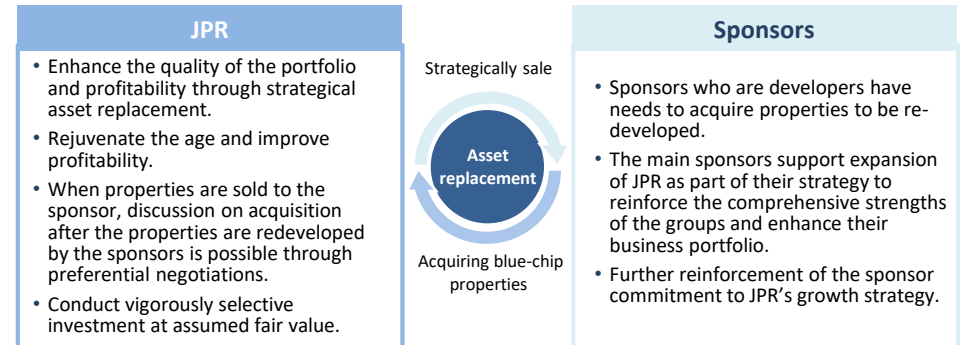 JPR
• Enhance the quality of the portfolio
and profitability through strategical
asset replacement.
• Rejuvenate the age and improve
profitability.
• When properties are sold to the
sponsor, discussion on acquisition
after the properties are redeveloped
by the sponsors is possible through
preferential negotiations.
• Conduct vigorously selective
investment at assumed fair value.
Strategically sale
Asset
replacement
Acquiring blue-chip
properties
Sponsors
• Sponsors who are developers have
needs to acquire properties to be re-
developed.
• The main sponsors support expansion
of JPR as part of their strategy to
reinforce the comprehensive strengths
of the groups and enhance their
business portfolio.
• Further reinforcement of the sponsor
commitment to JPR’s growth strategy.